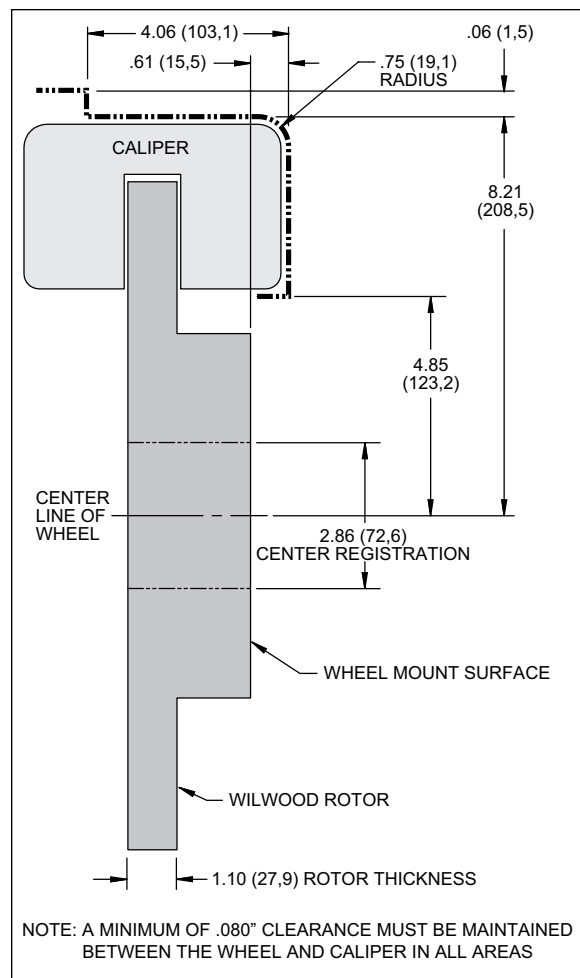 4.06 (103,1)
.06 (1,5)
.61 (15,5)
.75 (19,1)
RADIUS
CALIPER
8.21
(208,5)
4.85
(123,2)
CENTER
LINE OF
WHEEL
2.86 (72,6)
CENTER REGISTRATION
WHEEL MOUNT SURFACE
WILWOOD ROTOR
1.10 (27,9) ROTOR THICKNESS
NOTE: A MINIMUM OF .080" CLEARANCE MUST BE MAINTAINED
BETWEEN THE WHEEL AND CALIPER IN ALL AREAS